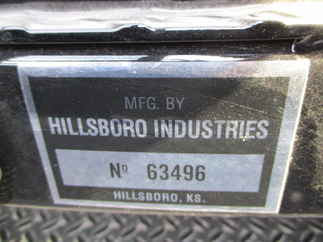 MFG. BY
HILLSBORO INDUSTRIES
Nº 63496
HILLSBORO, KS.